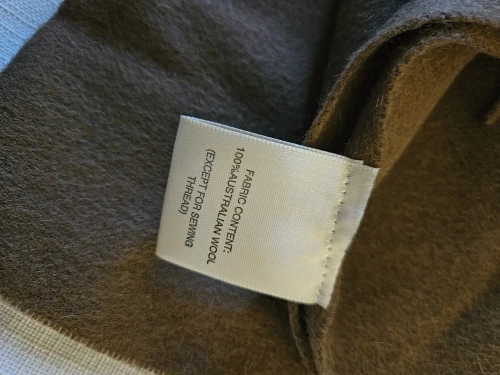 FABRIC CONTENT:
100%AUSTRALIAN WOOL
(EXCEPT FOR SEWING
THREAD)